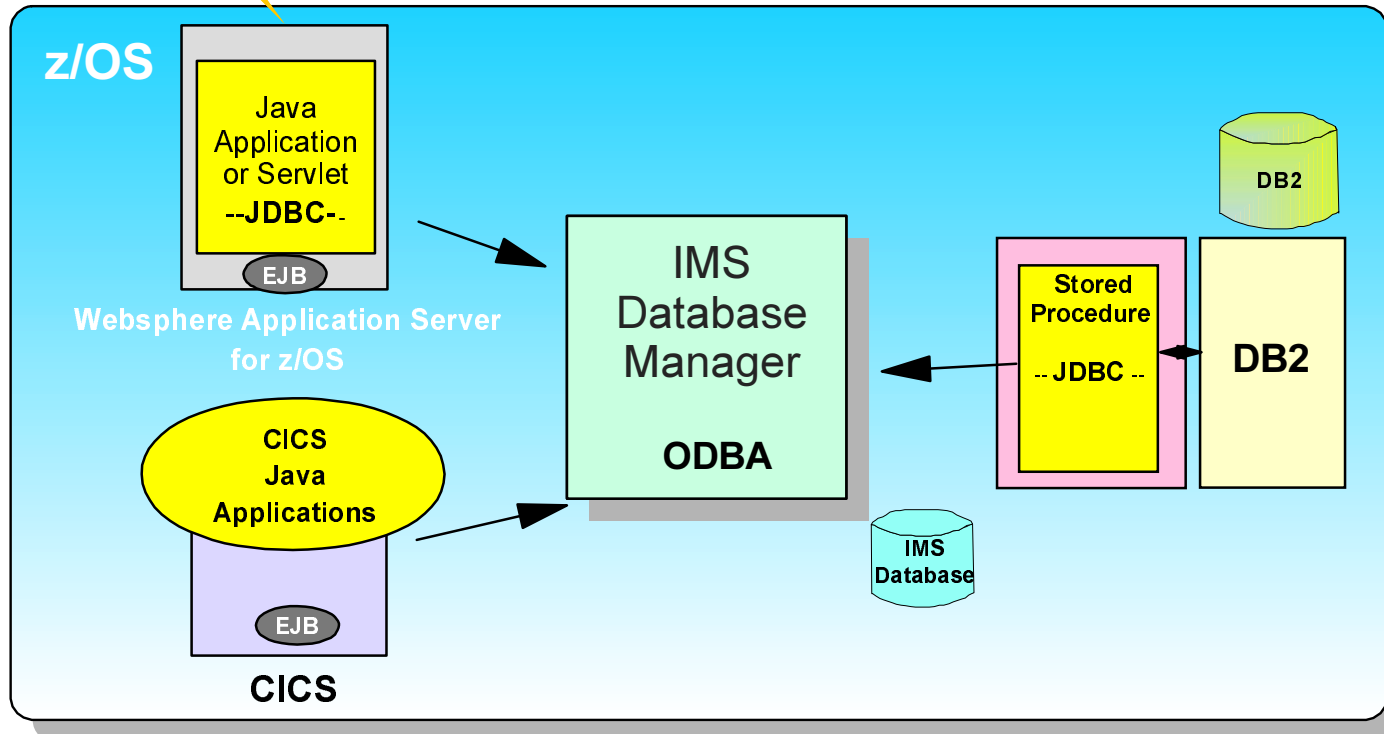 z/OS
Java
Application
or Servlet
--JDBC--
EJB
Websphere Application Server
for z/OS
CICS
Java
Applications
EJB
CICS
IMS
Database
Manager
ODBA
IMS
Database
Stored
Procedure
-- JDBC --
DB2
DB2